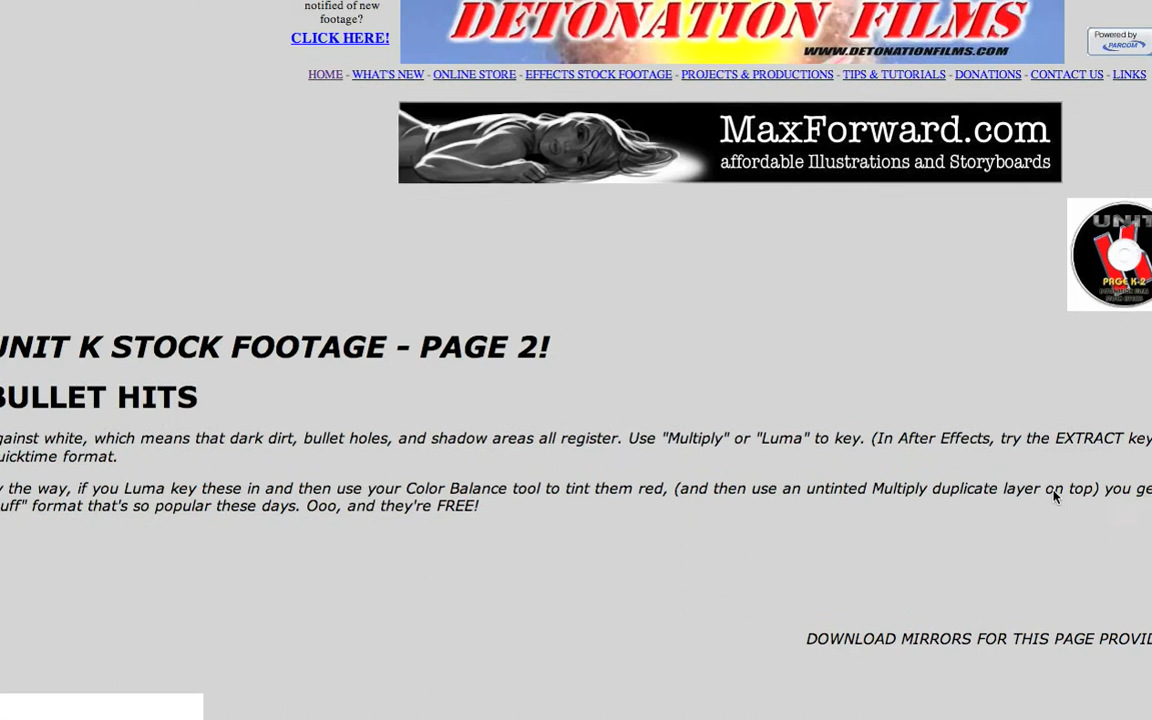 notified of new
footage?
CLICK HERE!
DETONATION FILMS
WWW.DETONATIONFILMS.COM
Powered by
PARCOM
HOME - WHAT'S NEW - ONLINE STORE - EFFECTS STOCK FOOTAGE - PROJECTS & PRODUCTIONS - TIPS & TUTORIALS - DONATIONS - CONTACT US - LINKS
MaxForward.com
affordable Illustrations and Storyboards
UNIT
PAGE K-2
UNIT K STOCK FOOTAGE - PAGE 2!
BULLET HITS
gainst white, which means that dark dirt, bullet holes, and shadow areas all register. Use "Multiply" or "Luma" to key. (In After Effects, try the EXTRACT key
uicktime format.
y the way, if you Luma key these in and then use your Color Balance tool to tint them red, (and then use an untinted Multiply duplicate layer on top) you ge
uff" format that's so popular these days. Ooo, and they're FREE!
DOWNLOAD MIRRORS FOR THIS PAGE PROVID